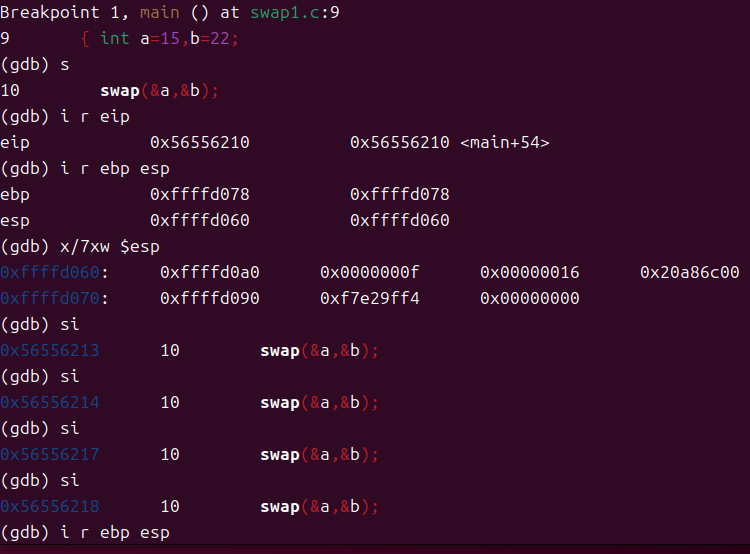 Breakpoint 1, main () at swap1.c:9
9       { int a=15,b=22;
(gdb) s
10        swap(&a,&b);
(gdb) i r eip
eip            0x56556210          0x56556210 <main+54>
(gdb) i r ebp esp
ebp            0xffffd078          0xffffd078
esp            0xffffd060          0xffffd060
(gdb) x/7xw $esp
0xffffd060:     0xffffd0a0      0x0000000f      0x00000016      0x20a86c00
0xffffd070:     0xffffd090      0xf7e29ff4      0x00000000
(gdb) si
0x56556213      10        swap(&a,&b);
(gdb) si
0x56556214      10        swap(&a,&b);
(gdb) si
0x56556217      10        swap(&a,&b);
(gdb) si
0x56556218      10        swap(&a,&b);
(gdb) i r ebp esp